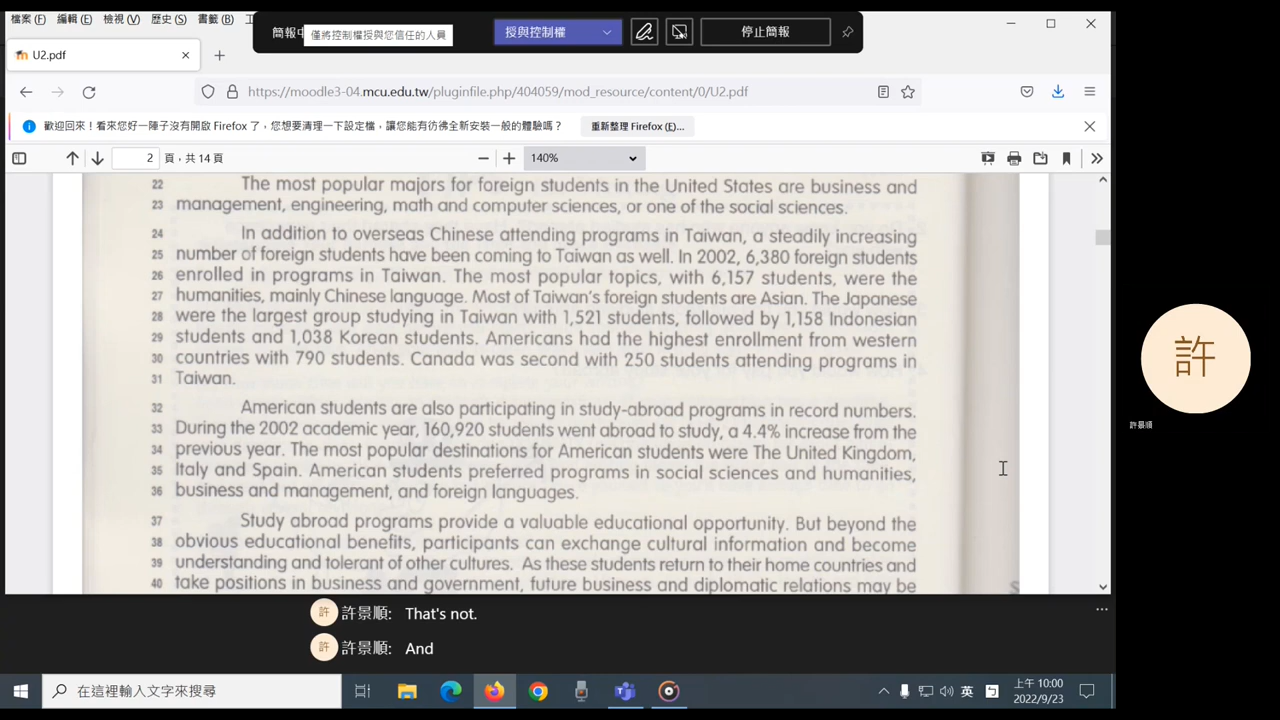 檔案(F) 編輯(E) 檢視(V) 歷史(S) 書籤(B)
簡報中
僅將控制權授與您信任的人員
授與控制權
停止簡報
U2.pdf
https://moodle3-04.mcu.edu.tw/pluginfile.php/404059/mod_resource/content/0/U2.pdf
歡迎回來！看來您好一陣子沒有開啟 Firefox 了，您想要清理一下設定檔，讓您能有彷彿全新安裝一般的體驗嗎？
重新整理 Firefox (E)...
2 頁，共 14 頁
140%
22 The most popular majors for foreign students in the United States are business and
23 management, engineering, math and computer sciences, or one of the social sciences.
24 In addition to overseas Chinese attending programs in Taiwan, a steadily increasing
25 number of foreign students have been coming to Taiwan as well. In 2002, 6,380 foreign students
26 enrolled in programs in Taiwan. The most popular topics, with 6,157 students, were the
27 humanities, mainly Chinese language. Most of Taiwan's foreign students are Asian. The Japanese
28 were the largest group studying in Taiwan with 1,521 students, followed by 1,158 Indonesian
29 students and 1,038 Korean students. Americans had the highest enrollment from western
30 countries with 790 students. Canada was second with 250 students attending programs in
31 Taiwan.
32 American students are also participating in study-abroad programs in record numbers.
33 During the 2002 academic year, 160,920 students went abroad to study, a 4.4% increase from the
34 previous year. The most popular destinations for American students were The United Kingdom,
35 Italy and Spain. American students preferred programs in social sciences and humanities,
36 business and management, and foreign languages.
37 Study abroad programs provide a valuable educational opportunity. But beyond the
38 obvious educational benefits, participants can exchange cultural information and become
39 understanding and tolerant of other cultures. As these students return to their home countries and
40 take positions in business and government, future business and diplomatic relations may be
許
許景順
許 許景順: That's not.
許 許景順: And
在這裡輸入文字來搜尋
英
上午 10:00
2022/9/23